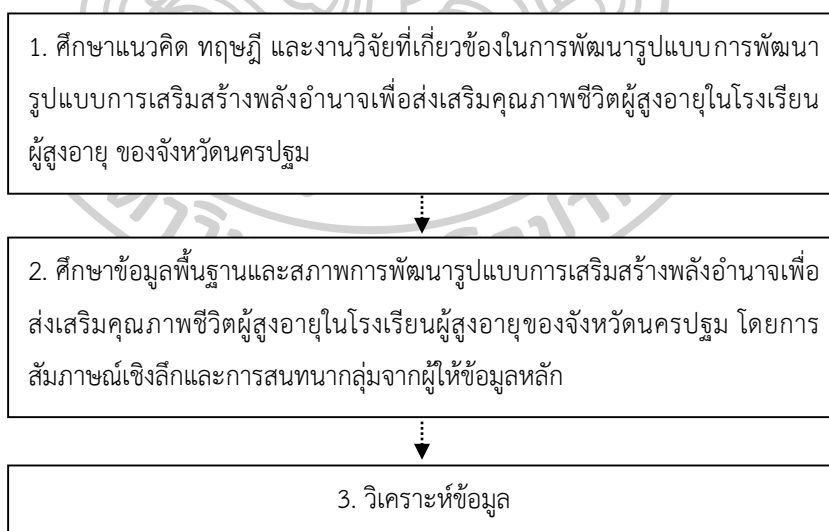 1. ศึกษาแนวคิด ทฤษฎี และงานวิจัยที่เกี่ยวข้องในการพัฒนารูปแบบการพัฒนา
รูปแบบการเสริมสร้างพลังอำนาจเพื่อส่งเสริมคุณภาพชีวิตผู้สูงอายุในโรงเรียน
ผู้สูงอายุ ของจังหวัดนครปฐม
2. ศึกษาข้อมูลพื้นฐานและสภาพการพัฒนารูปแบบการเสริมสร้างพลังอำนาจเพื่อ
ส่งเสริมคุณภาพชีวิตผู้สูงอายุในโรงเรียนผู้สูงอายุของจังหวัดนครปฐม โดยการ
สัมภาษณ์เชิงลึกและการสนทนากลุ่มจากผู้ให้ข้อมูลหลัก
3. วิเคราะห์ข้อมูล